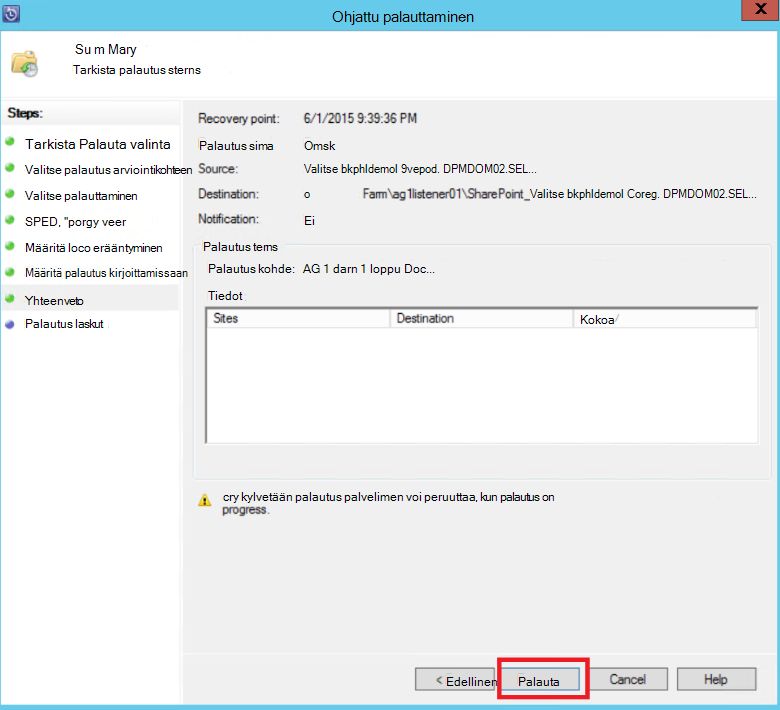 Ohjattu palauttaminen
X
Su m Mary
Tarkista palautus sterns
Steps:
Tarkista Palauta valinta
Valitse palautus arviointikohteen
Valitse palauttaminen
SPED, "porgy veer
Määritä loco erääntyminen
Määritä palautus kirjoittamissaan
Yhteenveto
Palautus laskut
Recovery point: 6/1/2015 9:39:36 PM
Palautus sima Omsk
Source: Valitse bkphldemol 9vepod. DPMDOM02.SEL...
Destination: o Farm\ag1listener01\SharePoint_Valitse bkphldemol Coreg. DPMDOM02.SEL...
Notification: Ei
Palautus terns
Palautus kohde: AG 1 darn 1 loppu Doc...
Tiedot
Sites Destination Kokoa/
cry kylvetään palautus palvelimen voi peruuttaa, kun palautus on
progress.
< Edellinen Palauta Cancel Help